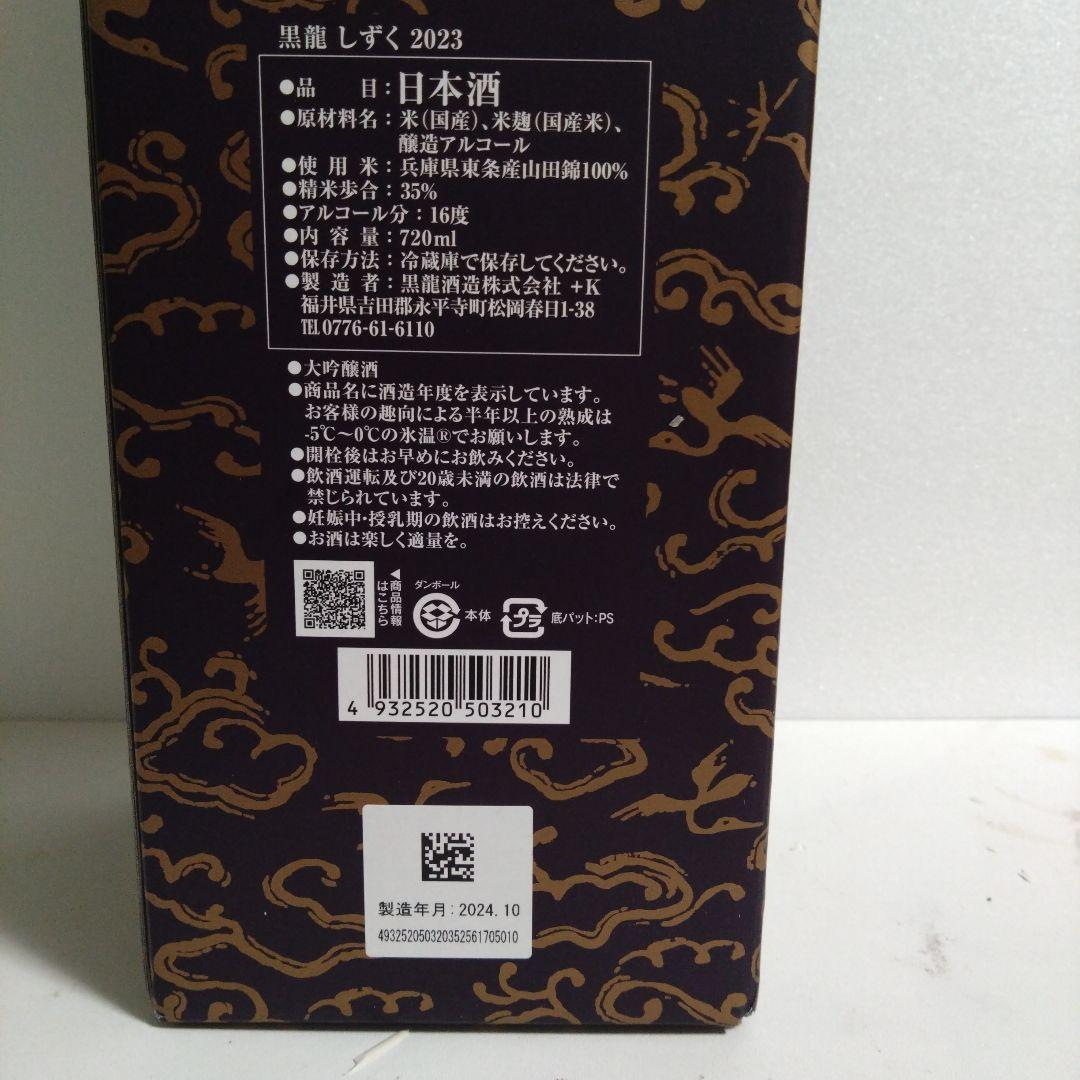 黒龍 しずく 2023
●品　　目：日本酒
●原材料名：米（国産）、米麹（国産米）、
醸造アルコール
●使 用 米：兵庫県東条産山田錦100%
●精米歩合：35%
●アルコール分：16度
●内 容 量：720ml
●保存方法：冷蔵庫で保存してください。
●製 造 者：黒龍酒造株式会社 +K
福井県吉田郡永平寺町松岡春日1-38
TEL 0776-61-6110
●大吟醸酒
●商品名に酒造年度を表示しています。
お客様の趣向による半年以上の熟成は
-5℃〜0℃の氷温®でお願いします。
●開栓後はお早めにお飲みください。
●飲酒運転及び20歳未満の飲酒は法律で
禁じられています。
●妊娠中・授乳期の飲酒はお控えください。
●お酒は楽しく適量を。
◀商品情報
はこちら
ダンボール
本体
プラ
底パット：PS
4 932520 503210
製造年月：2024.10
493252050320352561705010